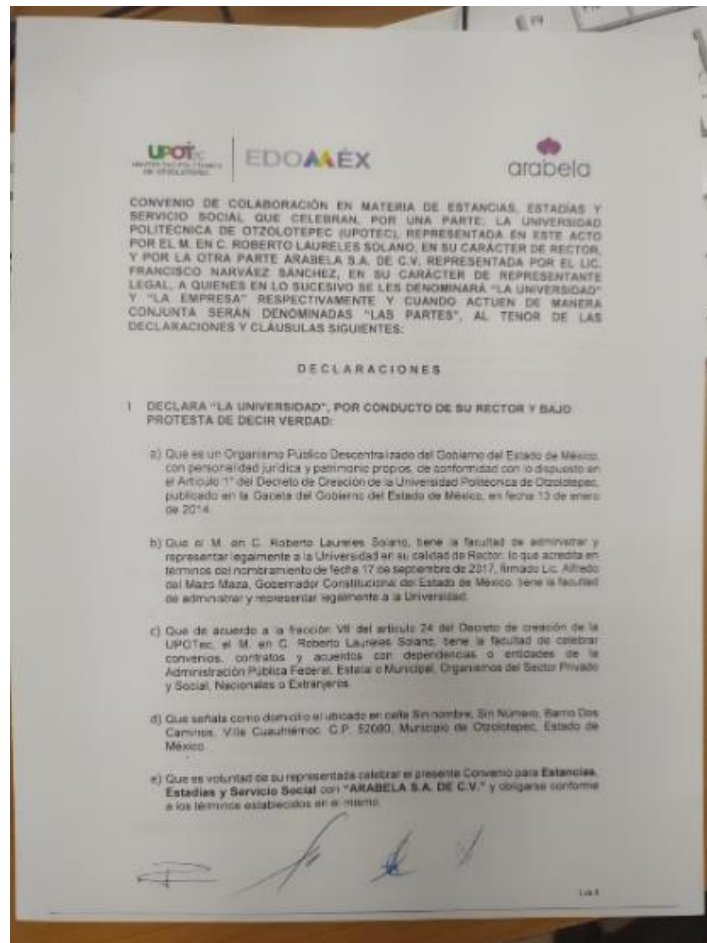 F9
UPOTec
UNIVERSIDAD POLITÉCNICA
DE OTZOLOTEPEC
EDOMÉX
arabela
CONVENIO DE COLABORACIÓN EN MATERIA DE ESTANCIAS, ESTADÍAS Y
SERVICIO SOCIAL QUE CELEBRAN, POR UNA PARTE; LA UNIVERSIDAD
POLITÉCNICA DE OTZOLOTEPEC (UPOTEC), REPRESENTADA EN ESTE ACTO
POR EL M. EN C. ROBERTO LAURELES SOLANO, EN SU CARÁCTER DE RECTOR,
Y POR LA OTRA PARTE ARABELA S.A. DE C.V. REPRESENTADA POR EL LIC.
FRANCISCO NARVÁEZ SANCHEZ, EN SU CARÁCTER DE REPRESENTANTE
LEGAL, A QUIENES EN LO SUCESIVO SE LES DENOMINARÁ "LA UNIVERSIDAD"
Y "LA EMPRESA" RESPECTIVAMENTE Y CUANDO ACTUEN DE MANERA
CONJUNTA SERÁN DENOMINADAS "LAS PARTES", AL TENOR DE LAS
DECLARACIONES Y CLÁUSULAS SIGUIENTES:
DECLARACIONES
I DECLARA "LA UNIVERSIDAD", POR CONDUCTO DE SU RECTOR Y BAJO
PROTESTA DE DECIR VERDAD:
a) Que es un Organismo Público Descentralizado del Gobierno del Estado de México,
con personalidad jurídica y patrimonio propios, de conformidad con lo dispuesto en
el Artículo 1° del Decreto de Creación de la Universidad Politécnica de Otzolotepec,
publicado en la Gaceta del Gobierno del Estado de México, en fecha 13 de enero
de 2014.
b) Que el M. en C. Roberto Laureles Solano, tiene la facultad de administrar y
representar legalmente a la Universidad en su calidad de Rector, lo que acredita en
términos del nombramiento de fecha 17 de septiembre de 2017, firmado Lic. Alfredo
del Mazo Maza, Gobernador Constitucional del Estado de México, tiene la facultad
de administrar y representar legalmente a la Universidad.
c) Que de acuerdo a la fracción VII del artículo 24 del Decreto de creación de la
UPOTec, el M. en C. Roberto Laureles Solano, tiene la facultad de celebrar
convenios, contratos y acuerdos con dependencias o entidades de la
Administración Pública Federal, Estatal o Municipal, Organismos del Sector Privado
y Social, Nacionales o Extranjeros.
d) Que señala como domicilio el ubicado en calle Sin nombre, Sin Número, Barrio Dos
Caminos, Villa Cuauhtémoc, C.P. 52080, Municipio de Otzolotepec, Estado de
México.
e) Que es voluntad de su representada celebrar el presente Convenio para Estancias,
Estadías y Servicio Social con "ARABELA S.A. DE C.V." y obligarse conforme
a los términos establecidos en el mismo.